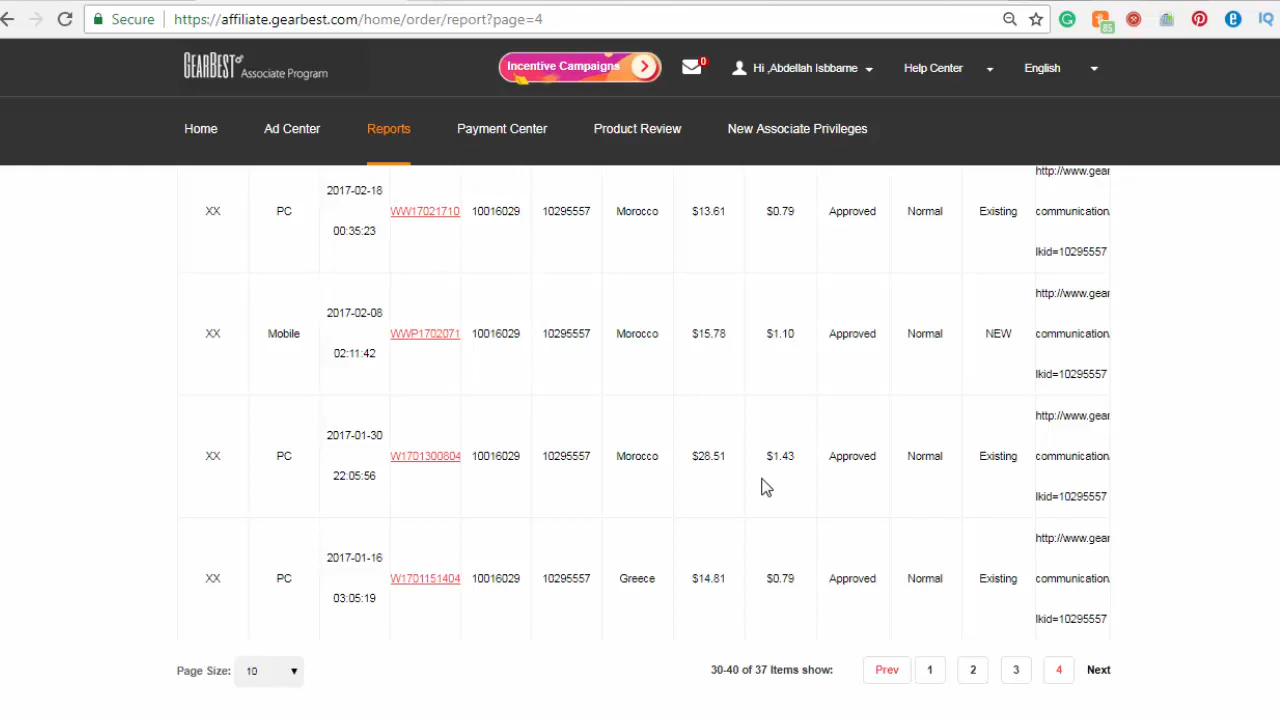 Secure https://affiliate.gearbest.com/home/order/report?page=4
85
IQ
GEARBEST Associate Program
Incentive Campaigns
0
Hi ,Abdellah Isbbame
Help Center
English
Home
Ad Center
Reports
Payment Center
Product Review
New Associate Privileges
http://www.gear
2017-02-18
XX PC WW17021710 10016029 10295557 Morocco $13.61 $0.79 Approved Normal Existing communication/
00:35:23
lkid=10295557
http://www.gear
2017-02-08
XX Mobile WWP1702071 10016029 10295557 Morocco $15.78 $1.10 Approved Normal NEW communication/
02:11:42
lkid=10295557
http://www.gear
2017-01-30
XX PC W1701300804 10016029 10295557 Morocco $28.51 $1.43 Approved Normal Existing communication/
22:05:56
lkid=10295557
http://www.gear
2017-01-16
XX PC W1701151404 10016029 10295557 Greece $14.81 $0.79 Approved Normal Existing communication/
03:05:19
lkid=10295557
Page Size: 10
30-40 of 37 Items show: Prev 1 2 3 4 Next